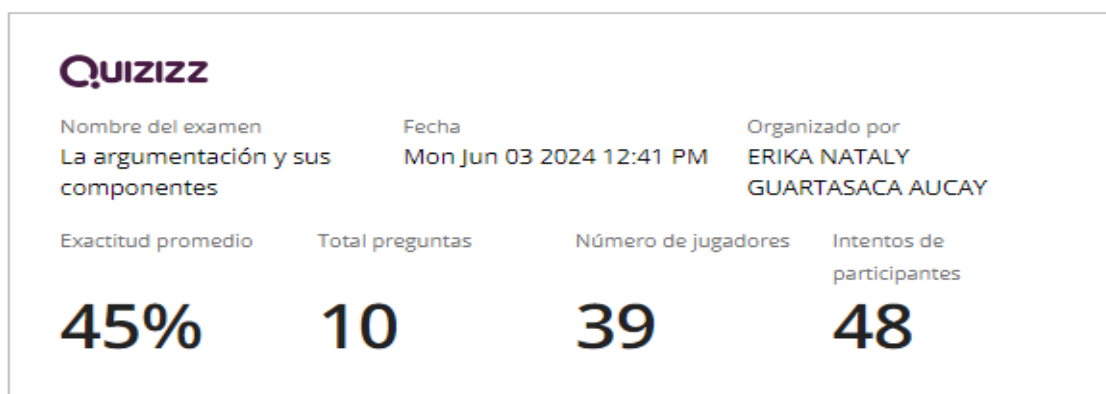 Quizizz
Nombre del examen
Fecha
Organizado por
La argumentación y sus
componentes
Mon Jun 03 2024 12:41 PM
ERIKA NATALY
GUARTASACA AUCAY
Exactitud promedio
Total preguntas
Número de jugadores
Intentos de
participantes
45%
10
39
48